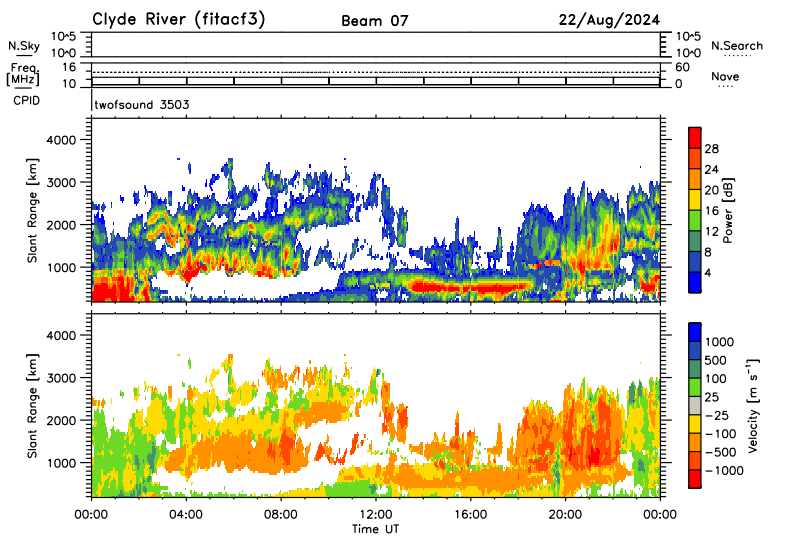 Clyde River (fitacf3) Beam 07 22/Aug/2024
N.Sky 10^5 10^5 N.Search
10^0 10^0
Freq. 16 60
[MHz] 10 0 Nave
CPID twofsound 3503
Slant Range [km] 4000 3000 2000 1000
Power [dB] 28 24 20 16 12 8 4
Slant Range [km] 4000 3000 2000 1000
Velocity [m s⁻¹] 1000 500 100 25 −25 −100 −500 −1000
00:00 04:00 08:00 12:00 16:00 20:00 00:00
Time UT